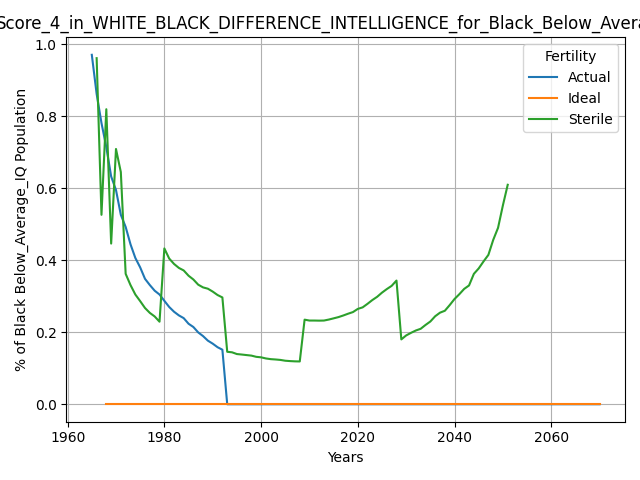 Score_4_in_WHITE_BLACK_DIFFERENCE_INTELLIGENCE_for_Black_Below_Avera
% of Black Below_Average_IQ Population
1.0
0.8
0.6
0.4
0.2
0.0
Fertility
Actual
Ideal
Sterile
1960
1980
2000
2020
2040
2060
Years